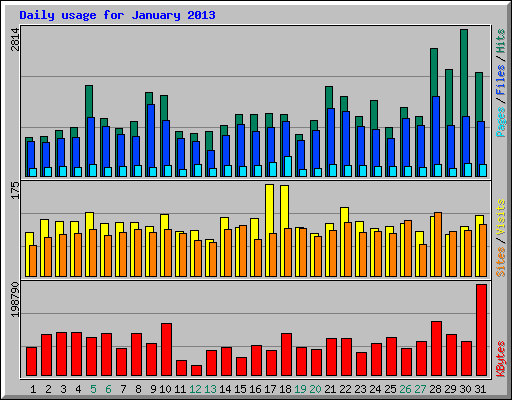 Daily usage for January 2013
2814
Pages / Files / Hits
175
Sites / Visits
198790
KBytes
1 2 3 4 5 6 7 8 9 10 11 12 13 14 15 16 17 18 19 20 21 22 23 24 25 26 27 28 29 30 31